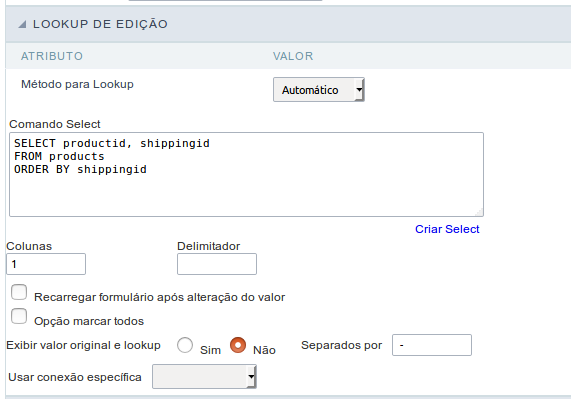 LOOKUP DE EDIÇÃO
ATRIBUTO VALOR
Método para Lookup Automático
Comando Select
SELECT productid, shippingid
FROM products
ORDER BY shippingid
Criar Select
Colunas Delimitador
1
Recarregar formulário após alteração do valor
Opção marcar todos
Exibir valor original e lookup Sim Não Separados por -
Usar conexão específica